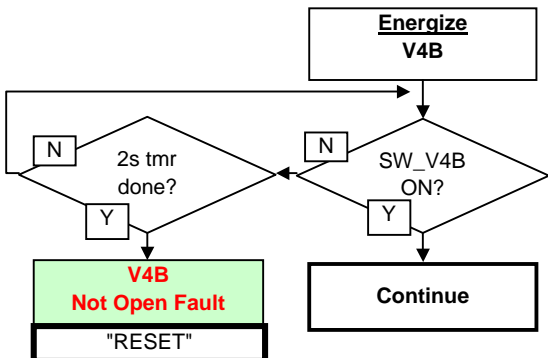 Energize
V4B
N
2s tmr
done?
Y
N
SW_V4B
ON?
Y
V4B
Not Open Fault
"RESET"
Continue